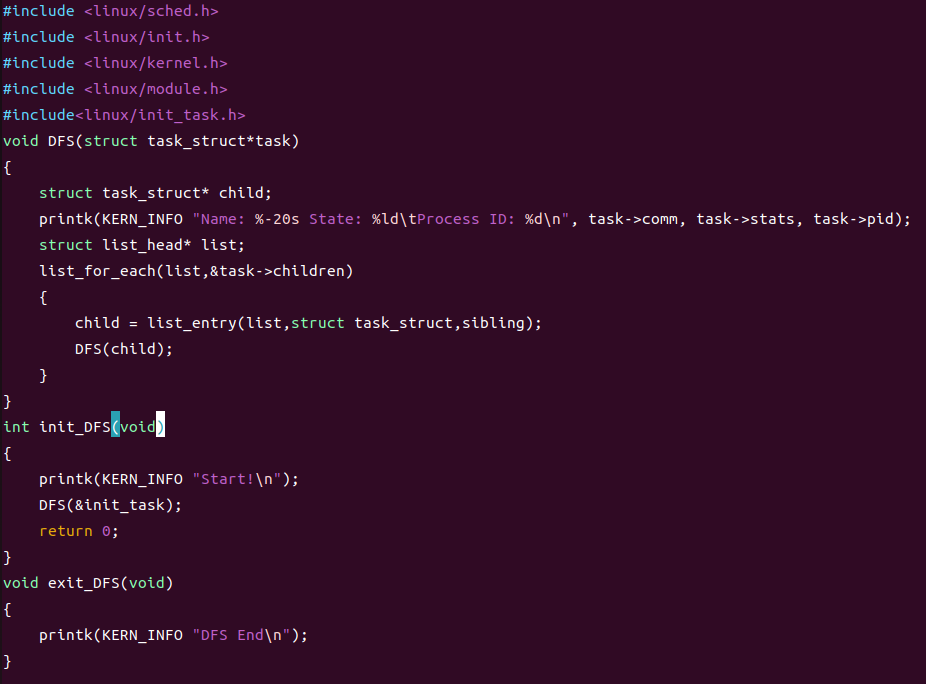 #include <linux/sched.h>
#include <linux/init.h>
#include <linux/kernel.h>
#include <linux/module.h>
#include<linux/init_task.h>
void DFS(struct task_struct*task)
{
    struct task_struct* child;
    printk(KERN_INFO "Name: %-20s State: %ld\tProcess ID: %d\n", task->comm, task->stats, task->pid);
    struct list_head* list;
    list_for_each(list,&task->children)
    {
        child = list_entry(list,struct task_struct,sibling);
        DFS(child);
    }
}
int init_DFS(void)
{
    printk(KERN_INFO "Start!\n");
    DFS(&init_task);
    return 0;
}
void exit_DFS(void)
{
    printk(KERN_INFO "DFS End\n");
}